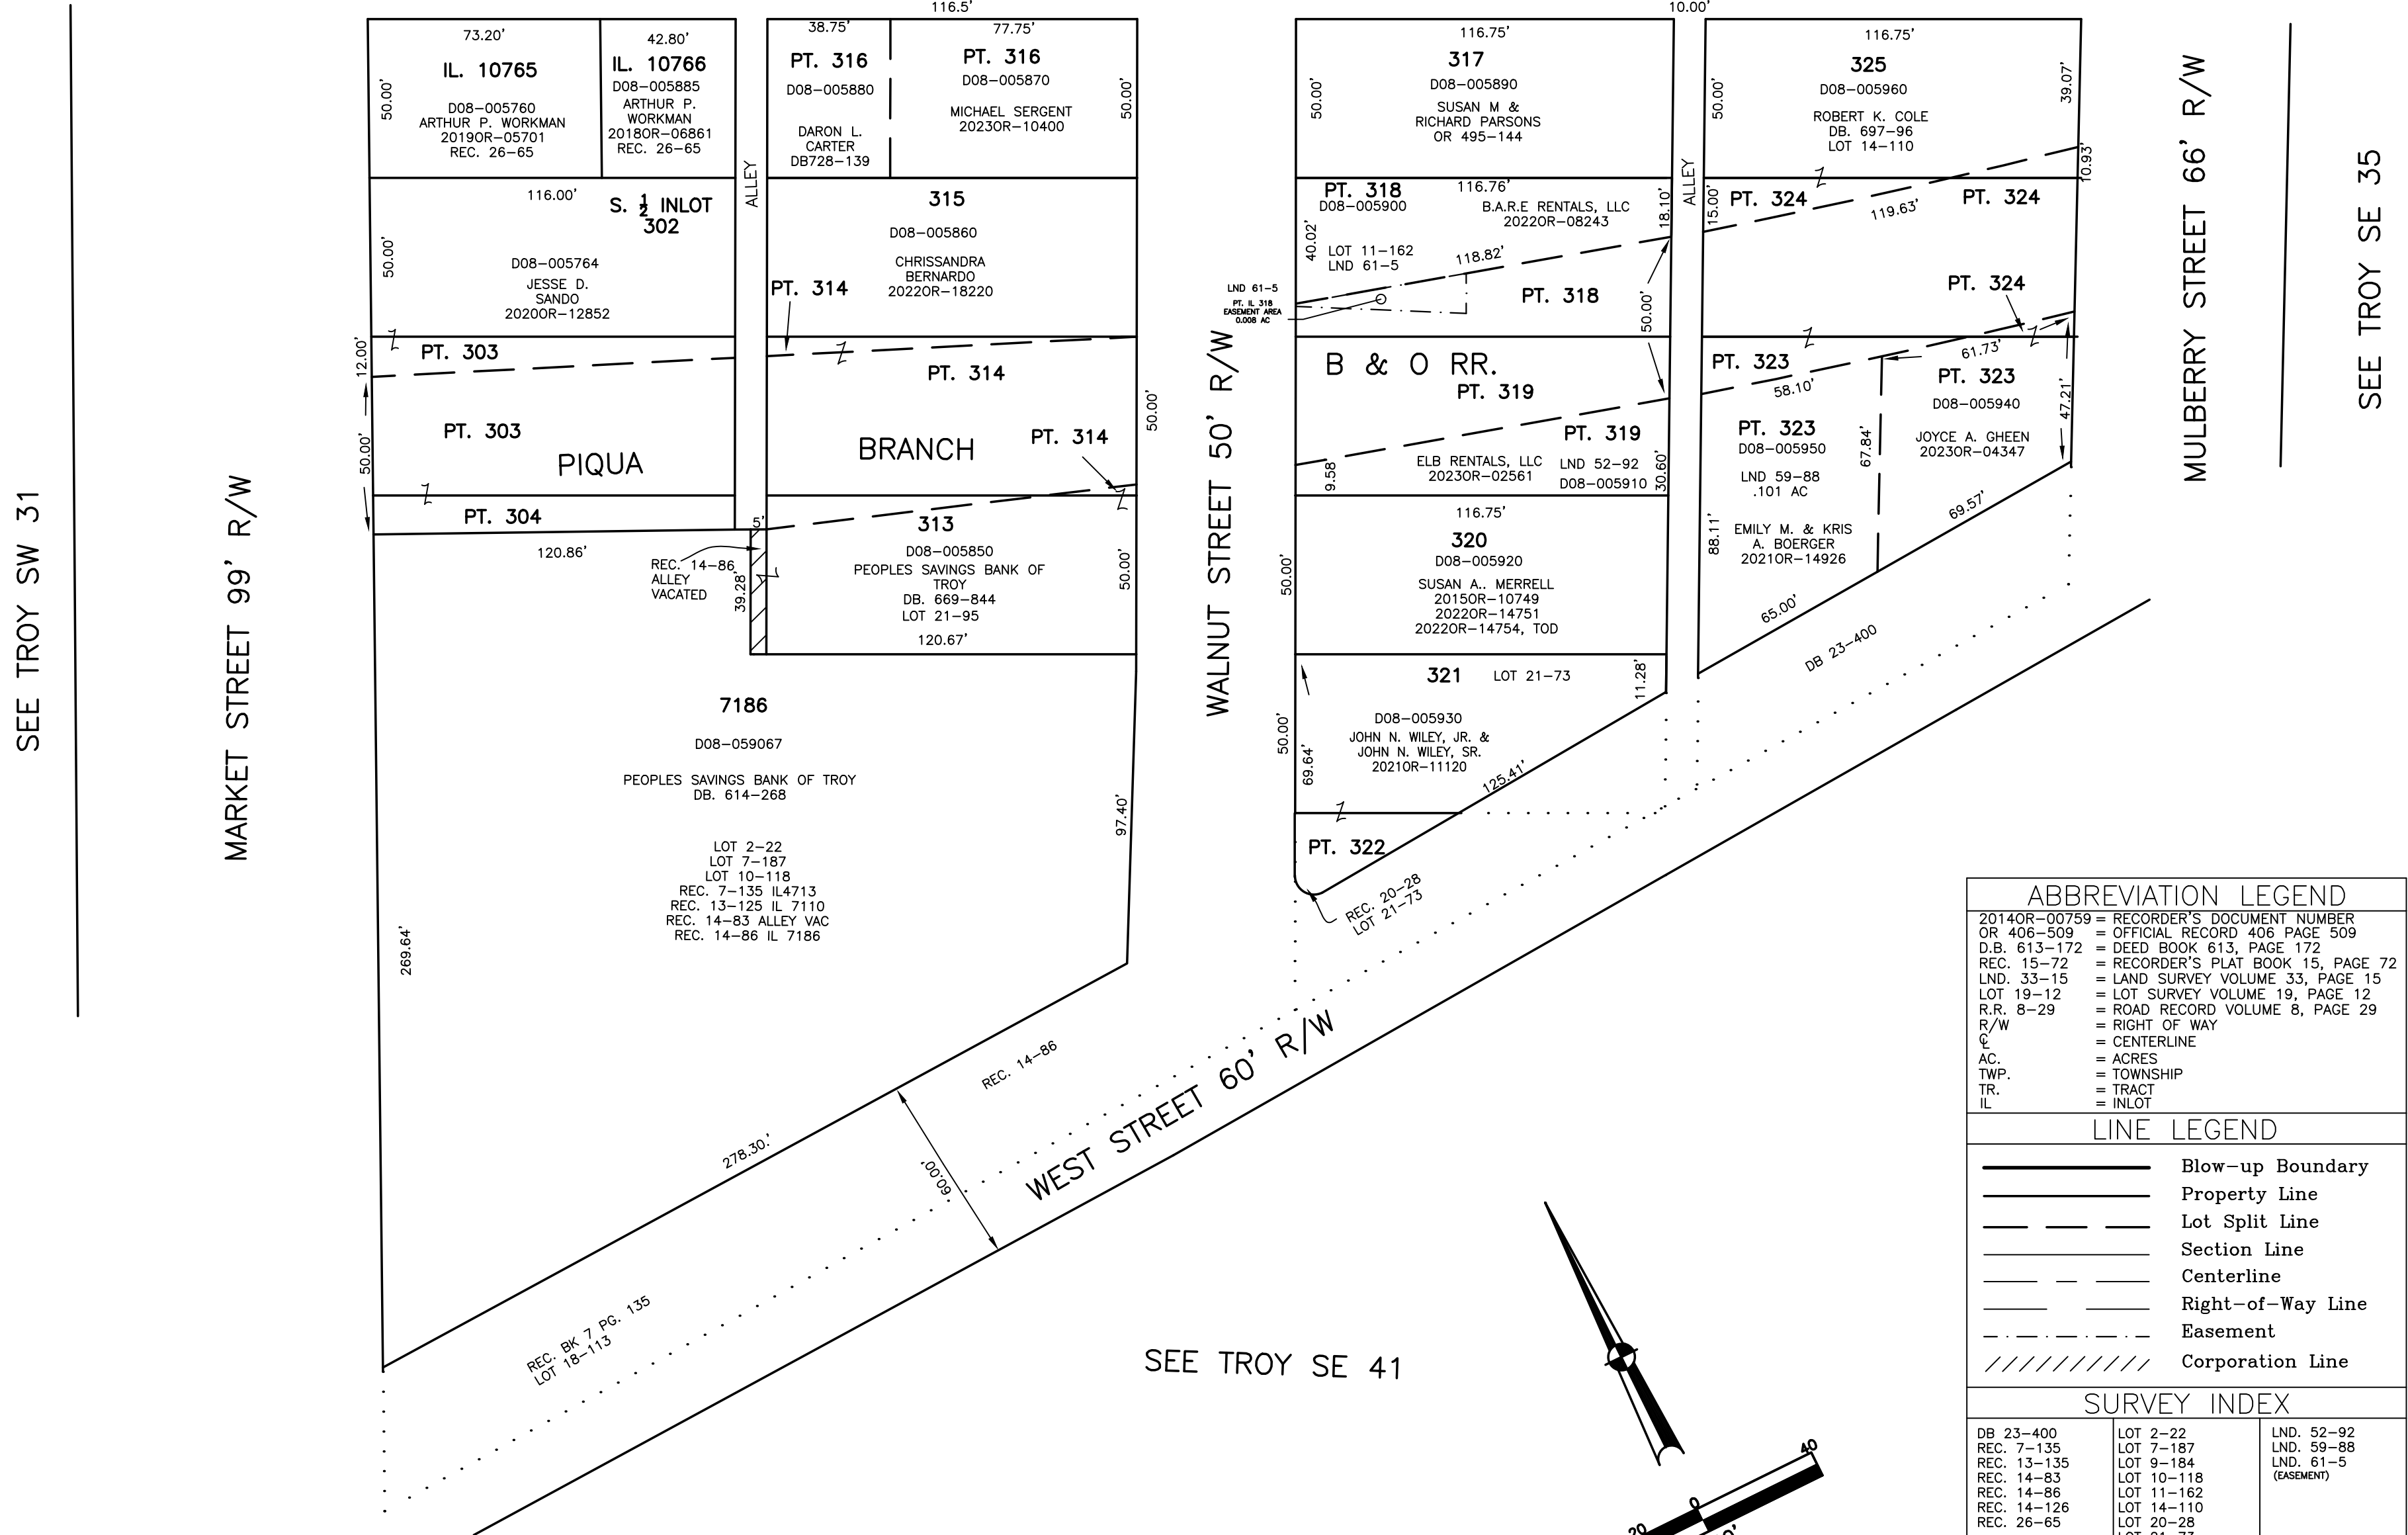 116.5'
10.00'
73.20'
42.80'
38.75'
77.75'
116.75'
116.75'
IL. 10765
D08-005760
ARTHUR P. WORKMAN
2019OR-05701
REC. 26-65
50.00'
IL. 10766
D08-005885
ARTHUR P.
WORKMAN
2018OR-06861
REC. 26-65
ALLEY
PT. 316
D08-005880
DARON L.
CARTER
DB728-139
PT. 316
D08-005870
MICHAEL SERGENT
2023OR-10400
50.00'
317
D08-005890
SUSAN M &
RICHARD PARSONS
OR 495-144
50.00'
ALLEY
325
D08-005960
ROBERT K. COLE
DB. 697-96
LOT 14-110
50.00'
39.07'
10.93'
116.00'
S. 1/2 INLOT
302
D08-005764
JESSE D.
SANDO
2020OR-12852
50.00'
315
D08-005860
CHRISSANDRA
BERNARDO
2022OR-18220
PT. 314
PT. 318
D08-005900
116.76'
B.A.R.E RENTALS, LLC
2022OR-08243
LOT 11-162
LND 61-5
40.02'
118.82'
18.10'
15.00'
PT. 324
119.63'
PT. 324
PT. 324
LND 61-5
PT. IL 318
EASEMENT AREA
0.008 AC
PT. 318
50.00'
12.00'
PT. 303
PT. 303
50.00'
PIQUA
PT. 304
120.86'
PT. 314
BRANCH
PT. 314
50.00'
B & O RR.
PT. 319
PT. 319
9.58'
ELB RENTALS, LLC
2023OR-02561
LND 52-92
D08-005910
30.60'
PT. 323
58.10'
61.73'
PT. 323
D08-005940
JOYCE A. GHEEN
2023OR-04347
47.21'
PT. 323
D08-005950
LND 59-88
.101 AC
EMILY M. & KRIS
A. BOERGER
2021OR-14926
67.84'
88.11'
69.57'
65.00'
DB 23-400
5'
REC. 14-86
ALLEY
VACATED
39.28'
313
D08-005850
PEOPLES SAVINGS BANK OF
TROY
DB. 669-844
LOT 21-95
120.67'
50.00'
116.75'
320
D08-005920
SUSAN A.. MERRELL
2015OR-10749
2022OR-14751
2022OR-14754, TOD
50.00'
321
LOT 21-73
11.28'
D08-005930
JOHN N. WILEY, JR. &
JOHN N. WILEY, SR.
2021OR-11120
50.00'
69.64'
125.41'
PT. 322
REC. 20-28
LOT 21-73
7186
D08-059067
PEOPLES SAVINGS BANK OF TROY
DB. 614-268
LOT 2-22
LOT 7-187
LOT 10-118
REC. 7-135 IL4713
REC. 13-125 IL 7110
REC. 14-83 ALLEY VAC
REC. 14-86 IL 7186
97.40'
269.64'
278.30.'
60.00'
REC. 14-86
REC. BK 7 PG. 135
LOT 18-113
SEE TROY SW 31
MARKET STREET 99' R/W
WALNUT STREET 50' R/W
MULBERRY STREET 66' R/W
SEE TROY SE 35
WEST STREET 60' R/W
SEE TROY SE 41
20
0
40
ABBREVIATION LEGEND
2014OR-00759 = RECORDER'S DOCUMENT NUMBER
OR 406-509 = OFFICIAL RECORD 406 PAGE 509
D.B. 613-172 = DEED BOOK 613, PAGE 172
REC. 15-72 = RECORDER'S PLAT BOOK 15, PAGE 72
LND. 33-15 = LAND SURVEY VOLUME 33, PAGE 15
LOT 19-12 = LOT SURVEY VOLUME 19, PAGE 12
R.R. 8-29 = ROAD RECORD VOLUME 8, PAGE 29
R/W = RIGHT OF WAY
℄ = CENTERLINE
AC. = ACRES
TWP. = TOWNSHIP
TR. = TRACT
IL = INLOT
LINE LEGEND
Blow-up Boundary
Property Line
Lot Split Line
Section Line
Centerline
Right-of-Way Line
Easement
Corporation Line
SURVEY INDEX
DB 23-400
REC. 7-135
REC. 13-135
REC. 14-83
REC. 14-86
REC. 14-126
REC. 26-65
LOT 2-22
LOT 7-187
LOT 9-184
LOT 10-118
LOT 11-162
LOT 14-110
LOT 20-28
LND. 52-92
LND. 59-88
LND. 61-5
(EASEMENT)